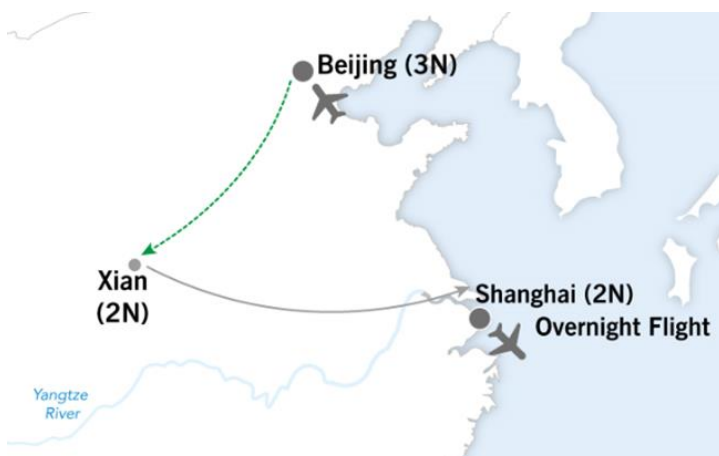 Beijing (3N)
Xian
(2N)
Shanghai (2N)
Overnight Flight
Yangtze
River